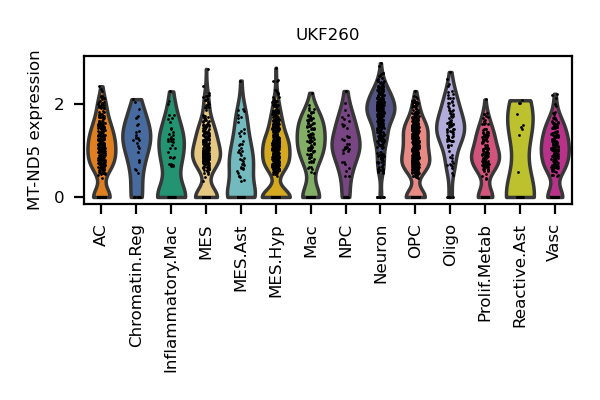 UKF260
MT-ND5 expression
2
0
AC
Chromatin.Reg
Inflammatory.Mac
MES
MES.Ast
MES.Hyp
Mac
NPC
Neuron
OPC
Oligo
Prolif.Metab
Reactive.Ast
Vasc